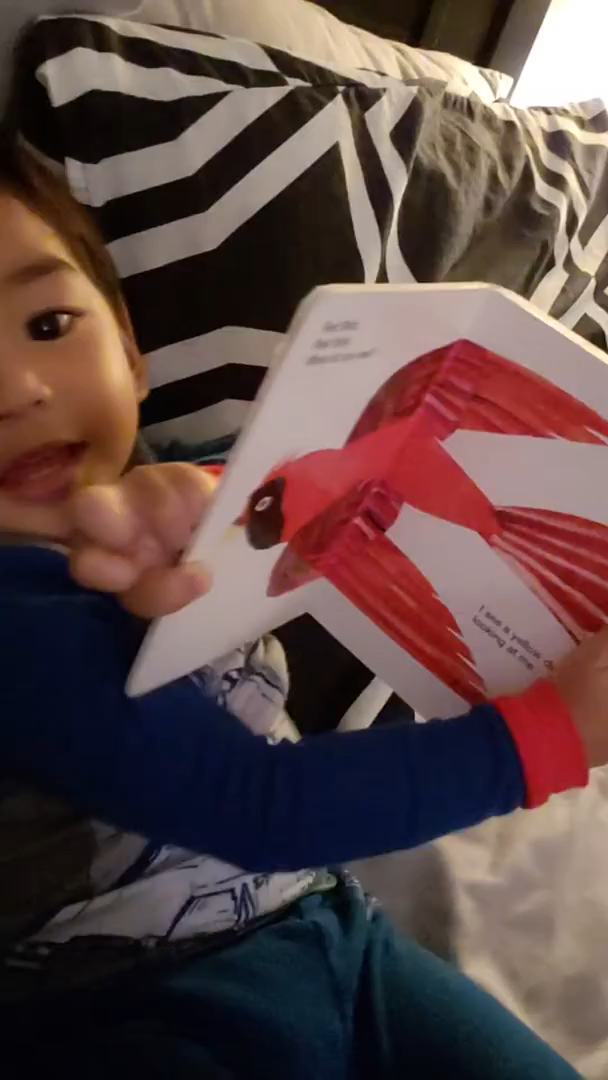 Red Bird,
Red Bird,
What do you see?
I see a yellow d
looking at me